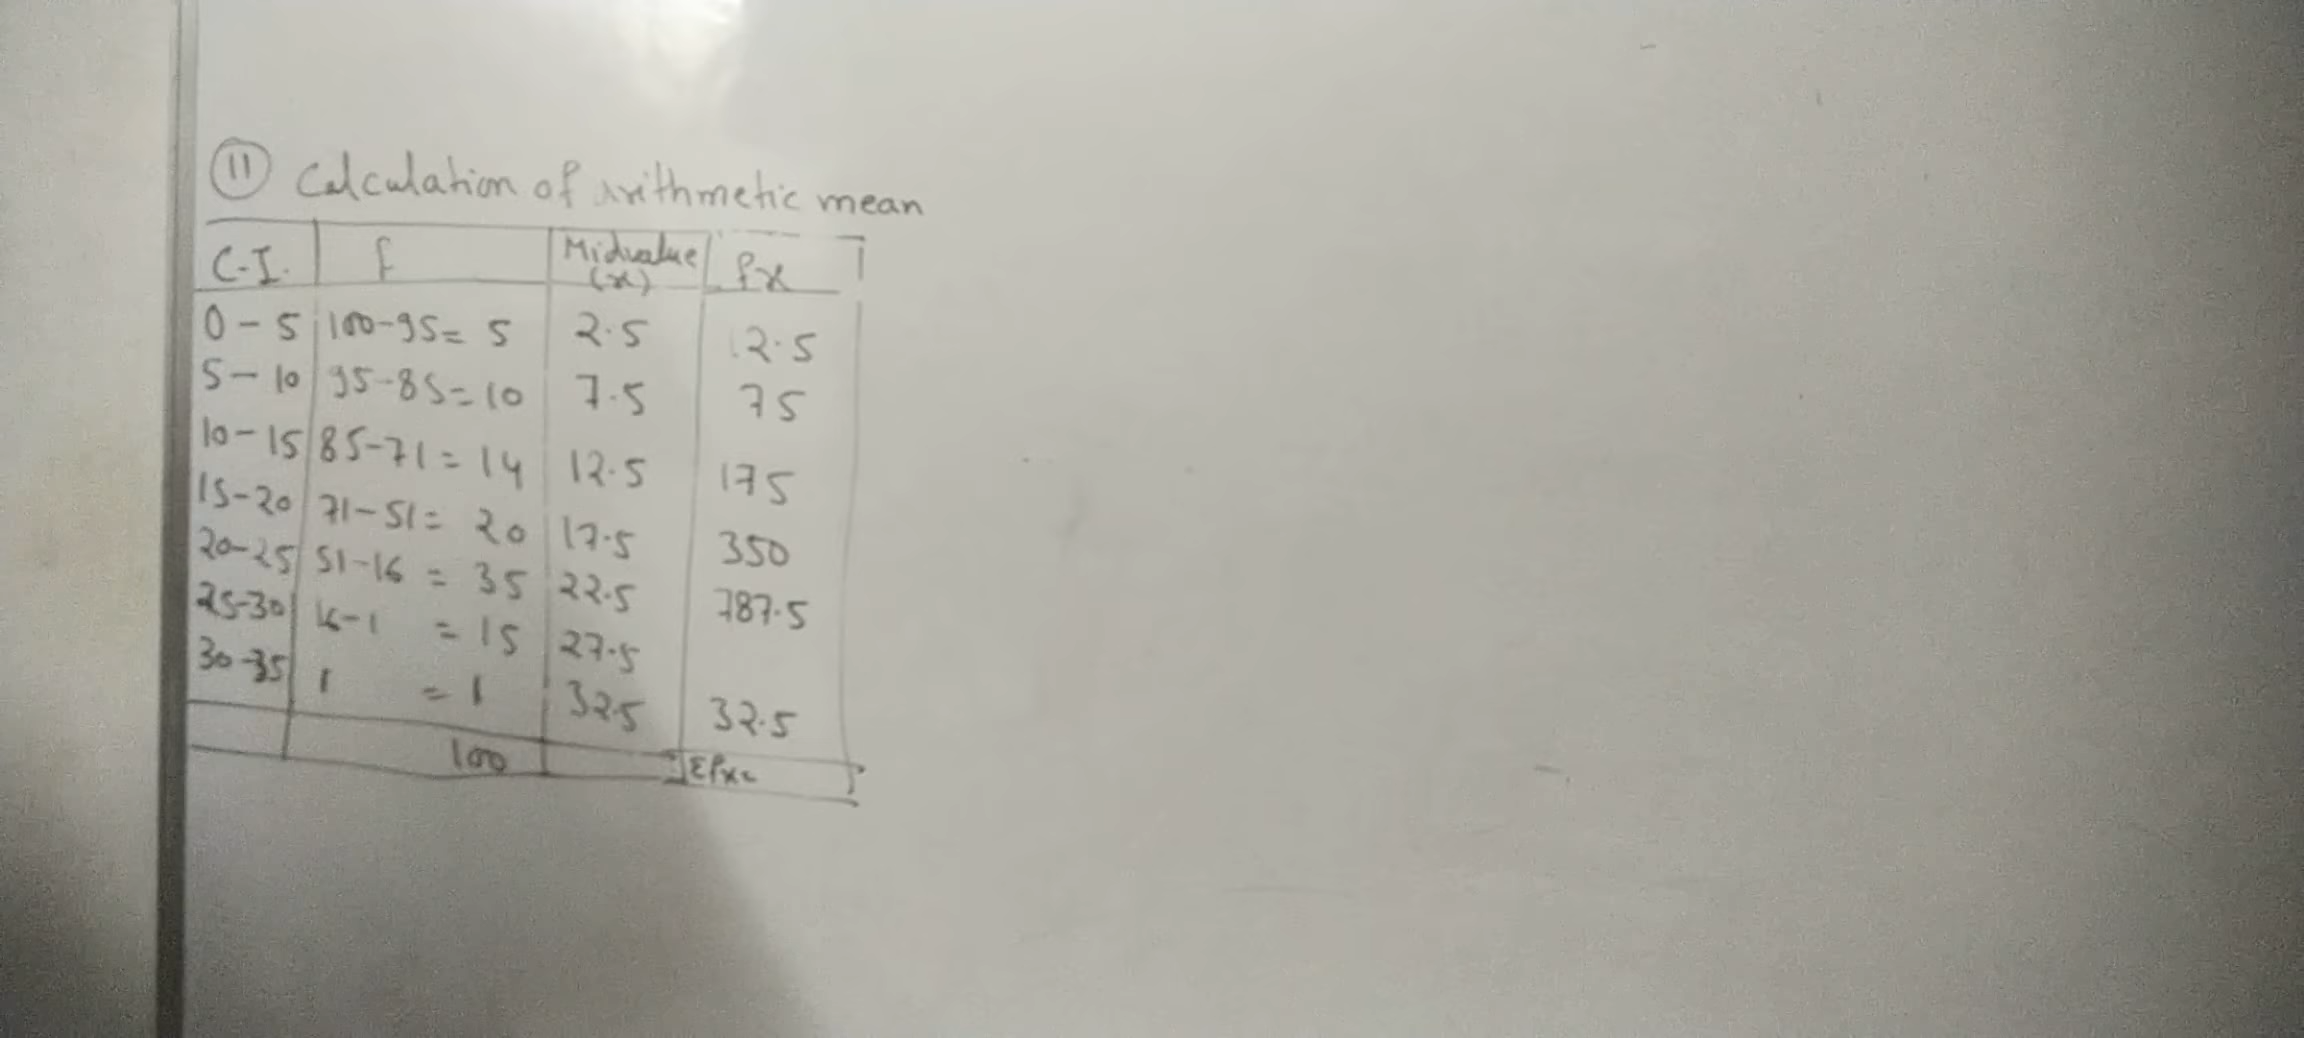 11 Calculation of arithmetic mean
C-I. f Midvalue (x) fx
0-5 100-95= 5 2.5 12.5
5-10 95-85=10 7.5 75
10-15 85-71= 14 12.5 175
15-20 71-51= 20 17.5 350
20-25 51-16 = 35 22.5 787.5
25-30 16-1 = 15 27.5
30-35 1 = 1 32.5 32.5
100 Σfx=